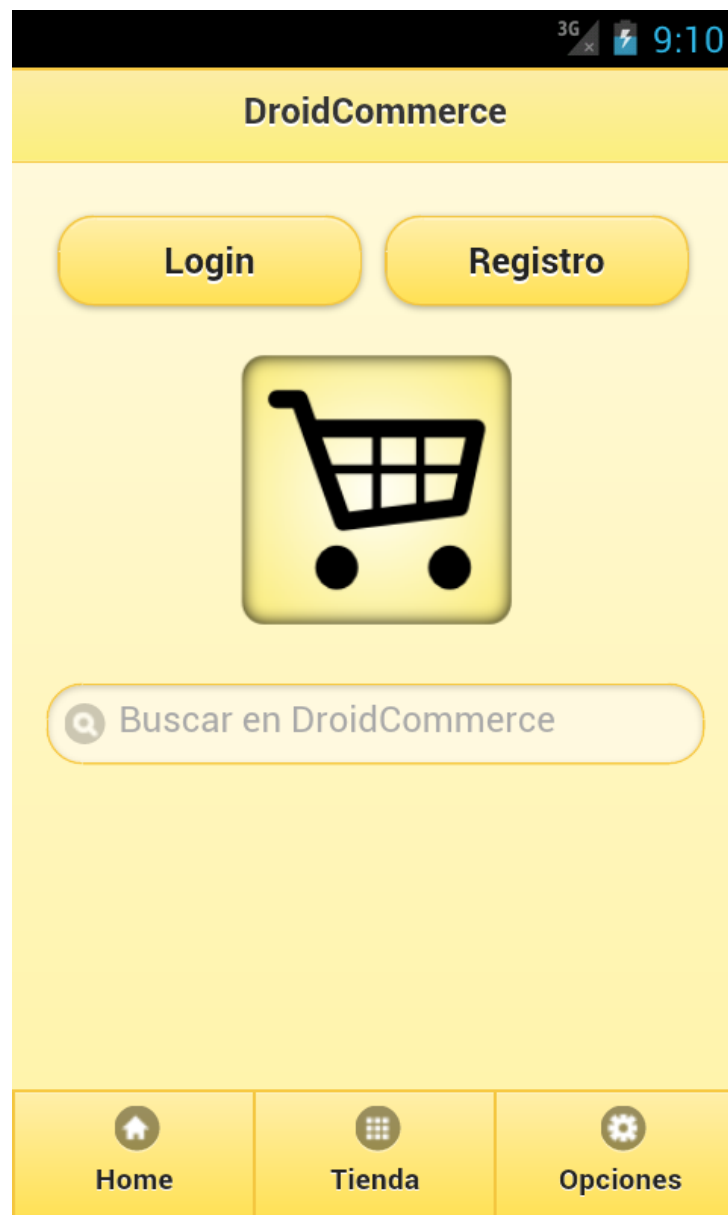 3G 9:10
DroidCommerce
Login Registro
Buscar en DroidCommerce
Home Tienda Opciones